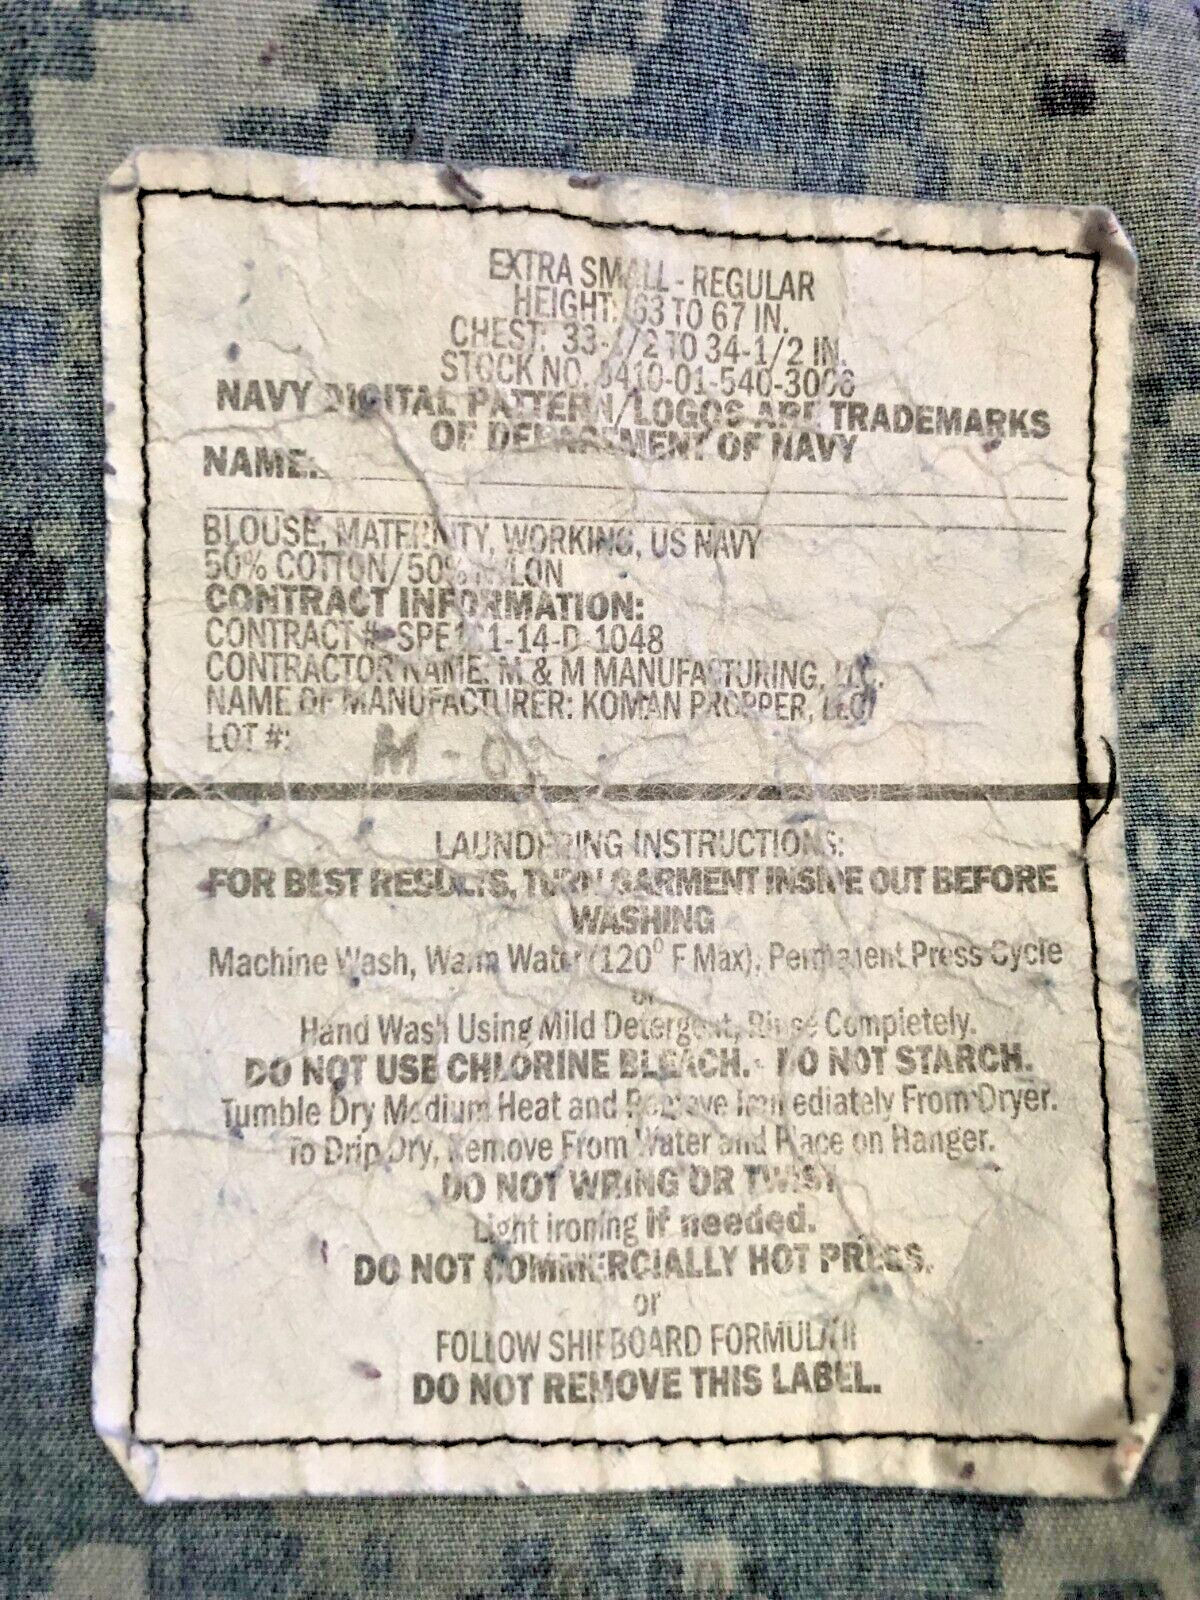 EXTRA SMALL - REGULAR
HEIGHT: 63 TO 67 IN.
CHEST: 33-1/2 TO 34-1/2 IN.
STOCK NO.
NAVY DIGITAL PATTERN/LOGOS ARE TRADEMARKS
OF DEPARTMENT OF NAVY
NAME:
BLOUSE, MATERNITY, WORKING, US NAVY
50% COTTON/50% NYLON
CONTRACT INFORMATION:
CONTRACT #: SPE1C1-14-D-1048
CONTRACTOR NAME: M & M MANUFACTURING, LLC.
NAME OF MANUFACTURER: KOMAN PROPPER, LLC
LOT #: M -
LAUNDERING INSTRUCTIONS:
FOR BEST RESULTS, TURN GARMENT INSIDE OUT BEFORE
WASHING
Machine Wash, Warm Water (120° F Max), Permanent Press Cycle
or
Hand Wash Using Mild Detergent, Rinse Completely.
DO NOT USE CHLORINE BLEACH. - DO NOT STARCH.
Tumble Dry Medium Heat and Remove Immediately From Dryer.
To Drip Dry, Remove From Water and Place on Hanger.
DO NOT WRING OR TWIST
Light ironing if needed.
DO NOT COMMERCIALLY HOT PRESS.
or
FOLLOW SHIPBOARD FORMULA II
DO NOT REMOVE THIS LABEL.